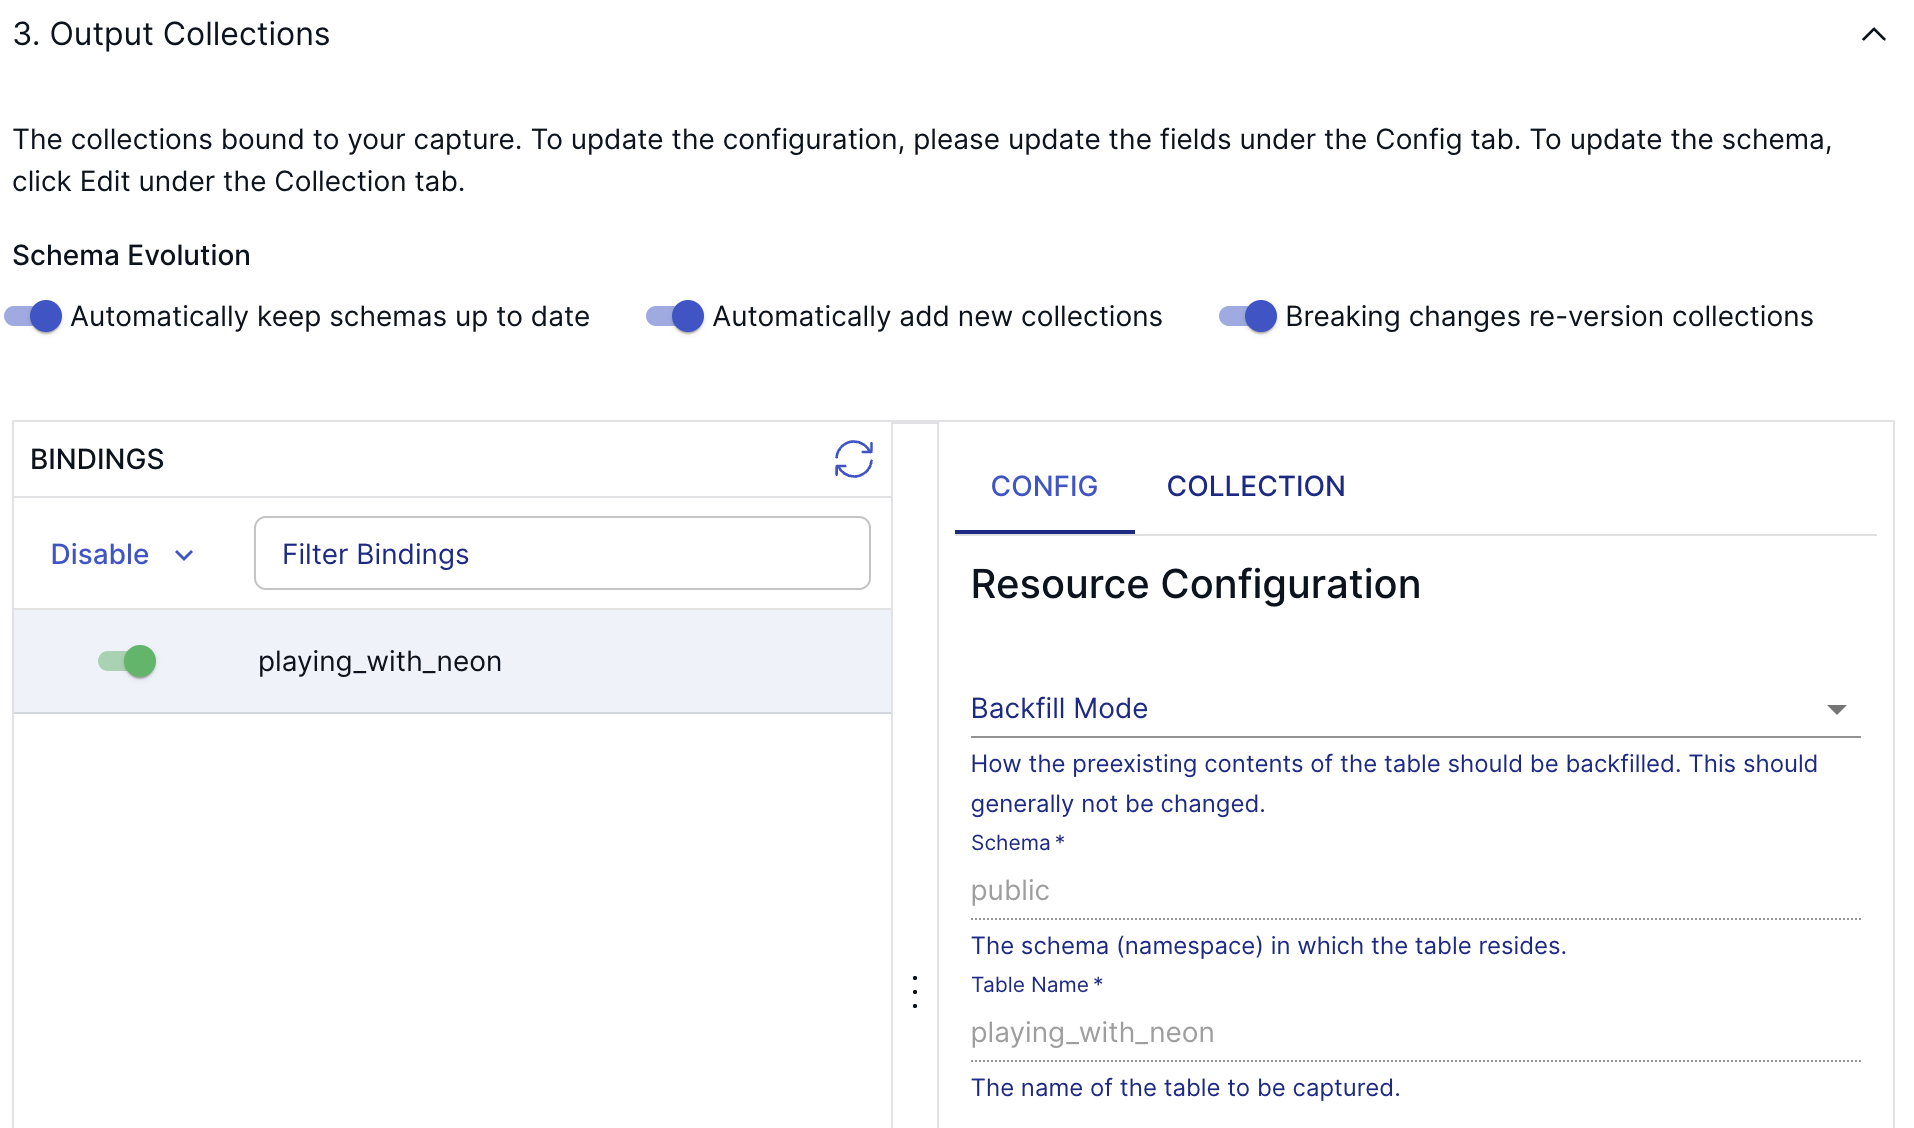 3. Output Collections
The collections bound to your capture. To update the configuration, please update the fields under the Config tab. To update the schema,
click Edit under the Collection tab.
Schema Evolution
Automatically keep schemas up to date
Automatically add new collections
Breaking changes re-version collections
BINDINGS
Disable
Filter Bindings
playing_with_neon
CONFIG
COLLECTION
Resource Configuration
Backfill Mode
How the preexisting contents of the table should be backfilled. This should
generally not be changed.
Schema *
public
The schema (namespace) in which the table resides.
Table Name *
playing_with_neon
The name of the table to be captured.